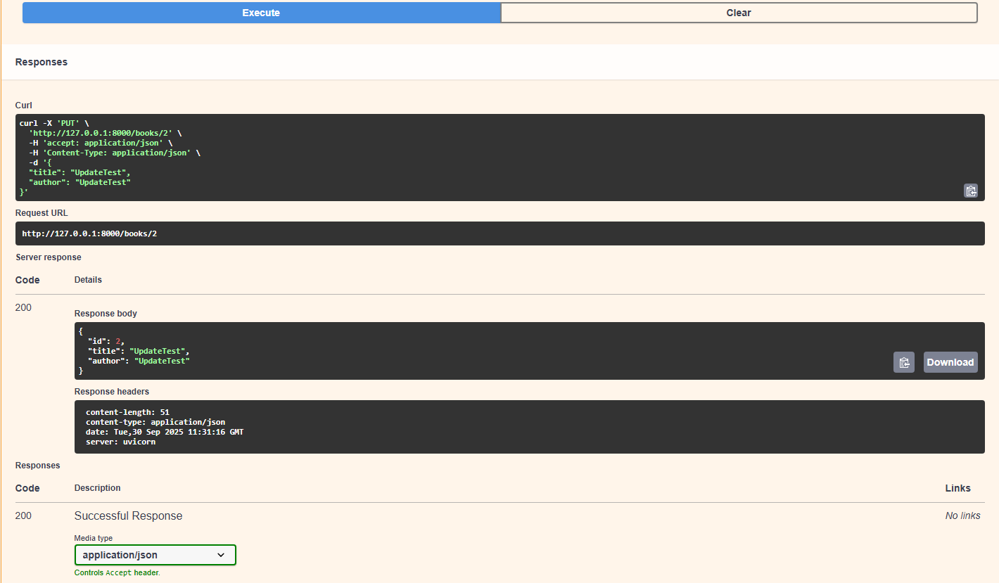 Execute
Clear
Responses
Curl
curl -X 'PUT' \
  'http://127.0.0.1:8000/books/2' \
  -H 'accept: application/json' \
  -H 'Content-Type: application/json' \
  -d '{
  "title": "UpdateTest",
  "author": "UpdateTest"
}'
Request URL
http://127.0.0.1:8000/books/2
Server response
Code Details
200
Response body
{
  "id": 2,
  "title": "UpdateTest",
  "author": "UpdateTest"
}
Download
Response headers
content-length: 51
content-type: application/json
date: Tue,30 Sep 2025 11:31:16 GMT
server: uvicorn
Responses
Code Description Links
200 Successful Response No links
Media type
application/json
Controls Accept header.